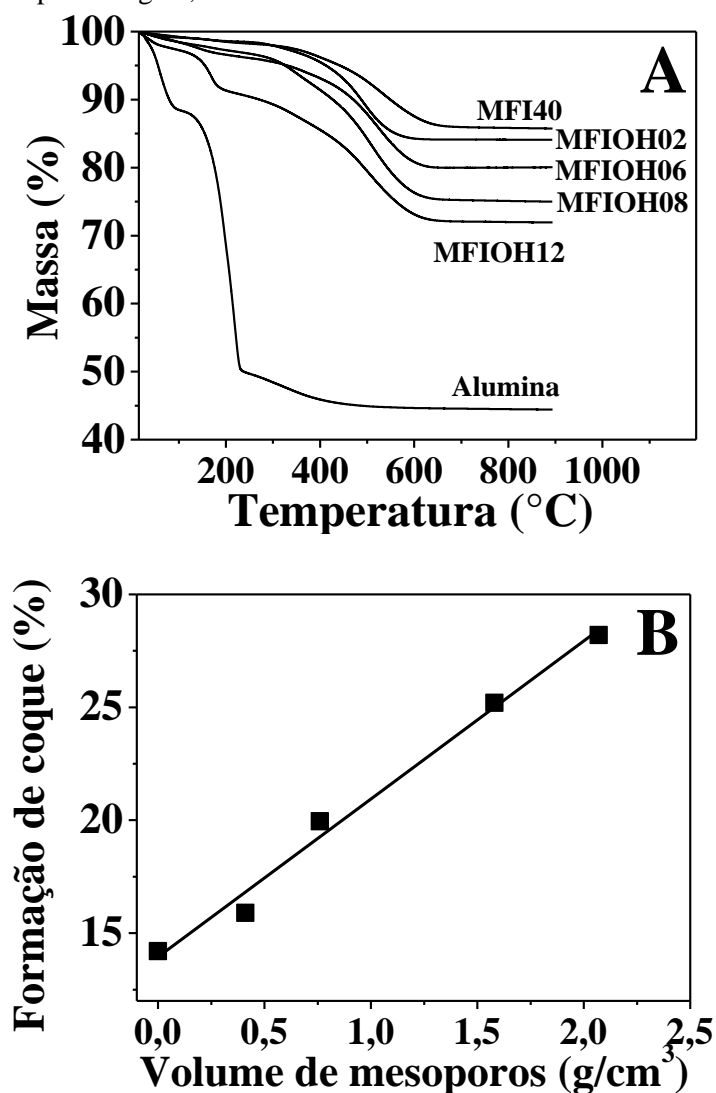 100
90
80
70
60
50
40
Massa (%)
A
MFI40
MFIOH02
MFIOH06
MFIOH08
MFIOH12
Alumina
200 400 600 800 1000
Temperatura (°C)
30
25
20
15
Formação de coque (%)
B
0,0 0,5 1,0 1,5 2,0 2,5
Volume de mesoporos (g/cm³)